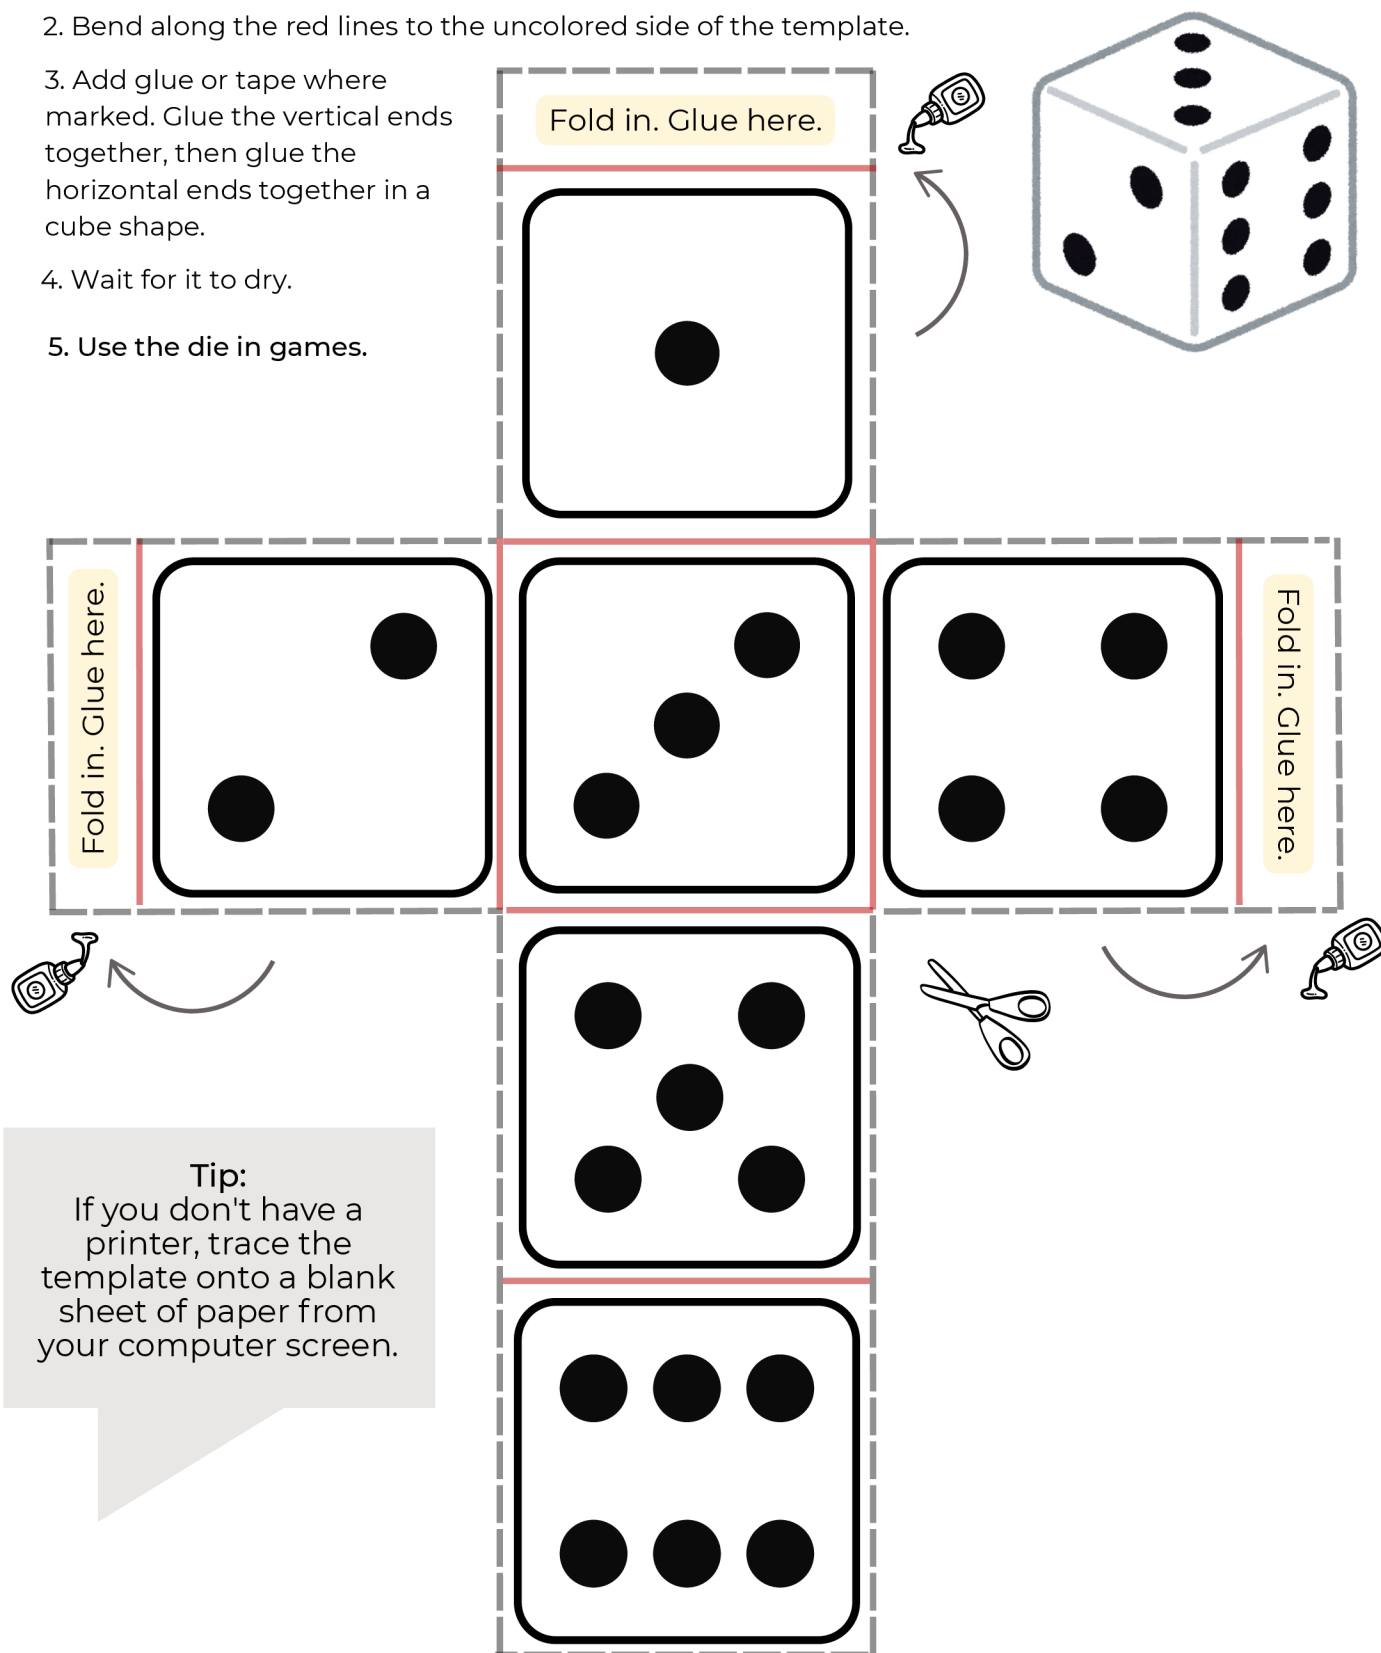 2. Bend along the red lines to the uncolored side of the template.
3. Add glue or tape where
marked. Glue the vertical ends
together, then glue the
horizontal ends together in a
cube shape.
4. Wait for it to dry.
5. Use the die in games.
Fold in. Glue here.
Fold in. Glue here.
Fold in. Glue here.
Tip:
If you don't have a
printer, trace the
template onto a blank
sheet of paper from
your computer screen.